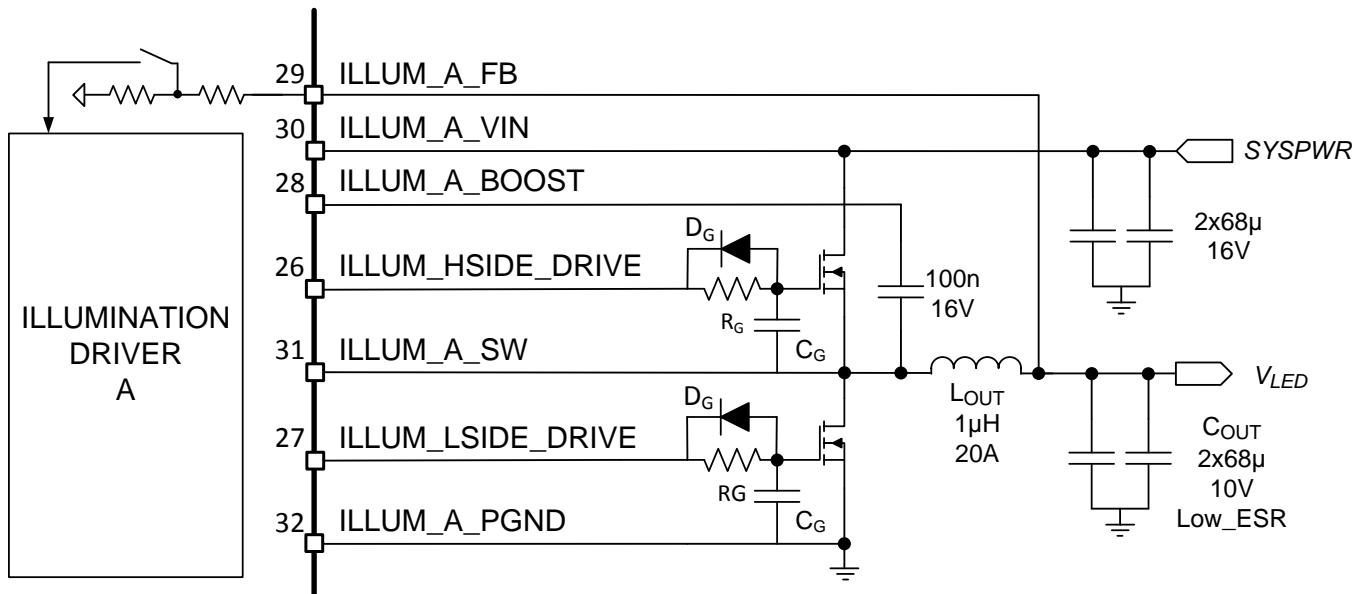 29 ILLUM_A_FB
30 ILLUM_A_VIN
SYSPWR
28 ILLUM_A_BOOST
2x68µ
16V
DG
26 ILLUM_HSIDE_DRIVE
100n
16V
RG
CG
ILLUMINATION
DRIVER
A
31 ILLUM_A_SW
VLED
LOUT
1µH
20A
DG
COUT
2x68µ
10V
Low_ESR
27 ILLUM_LSIDE_DRIVE
RG
CG
32 ILLUM_A_PGND